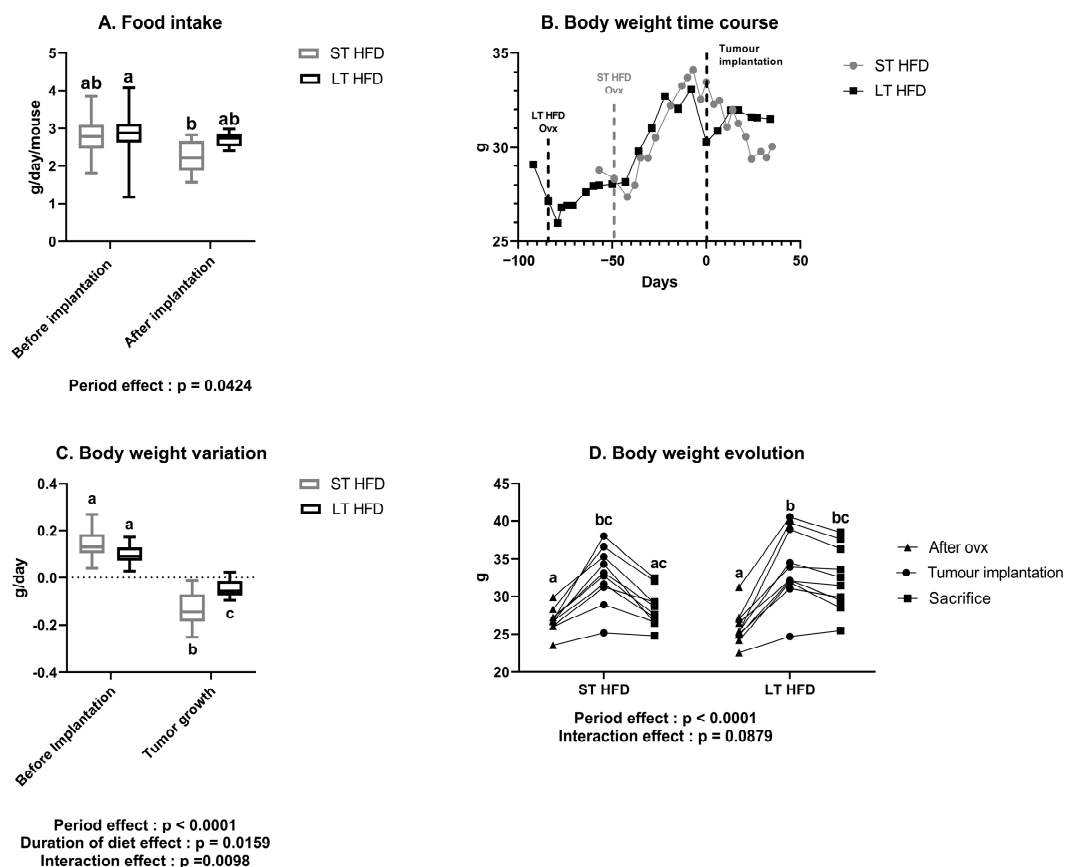 A. Food intake
g/day/mouse
5
4
3
2
1
0
ab
a
b
ab
ST HFD
LT HFD
Before implantation
After implantation
Period effect : p = 0.0424
B. Body weight time course
g
35
30
25
LT HFD
Ovx
ST HFD
Ovx
Tumour
implantation
ST HFD
LT HFD
-100
-50
0
50
Days
C. Body weight variation
g/day
0.4
0.2
0.0
-0.2
-0.4
a
a
b
c
ST HFD
LT HFD
Before Implantation
Tumor growth
Period effect : p < 0.0001
Duration of diet effect : p = 0.0159
Interaction effect : p =0.0098
D. Body weight evolution
g
45
40
35
30
25
20
a
bc
ac
a
b
bc
After ovx
Tumour implantation
Sacrifice
ST HFD
LT HFD
Period effect : p < 0.0001
Interaction effect : p = 0.0879